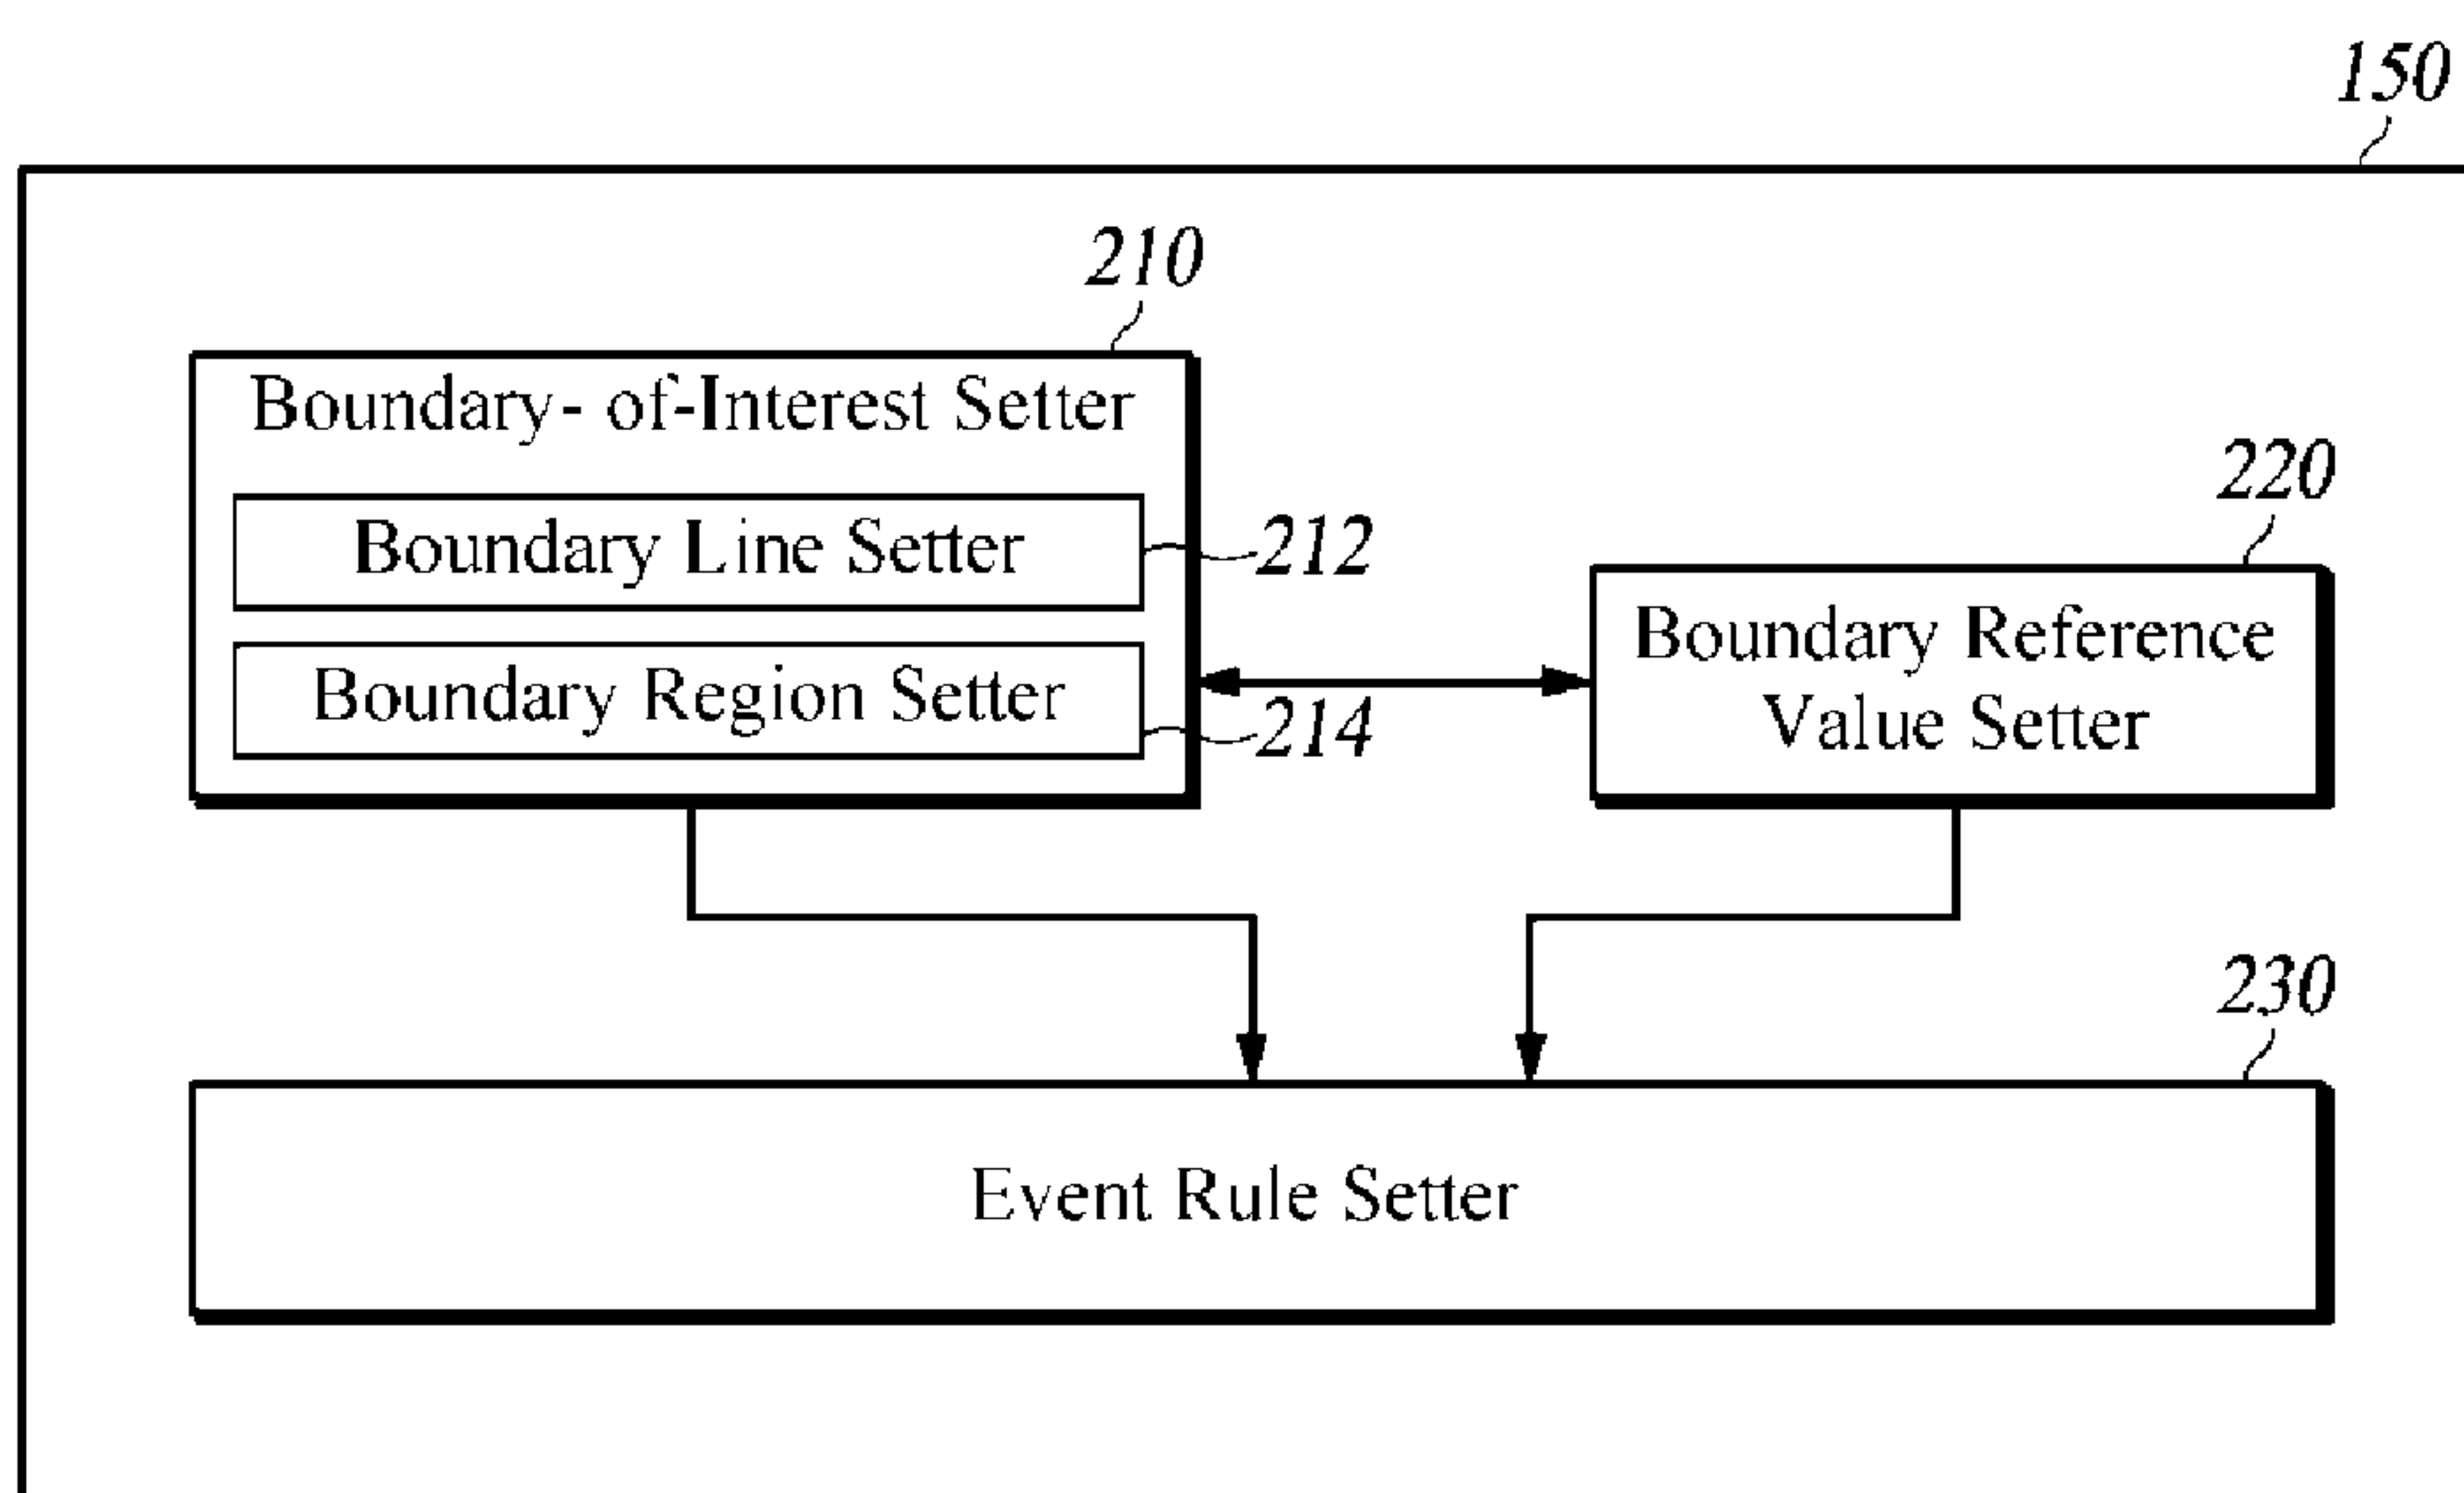 150
210
Boundary- of-Interest Setter
Boundary Line Setter
212
220
Boundary Reference
Value Setter
Boundary Region Setter
214
230
Event Rule Setter